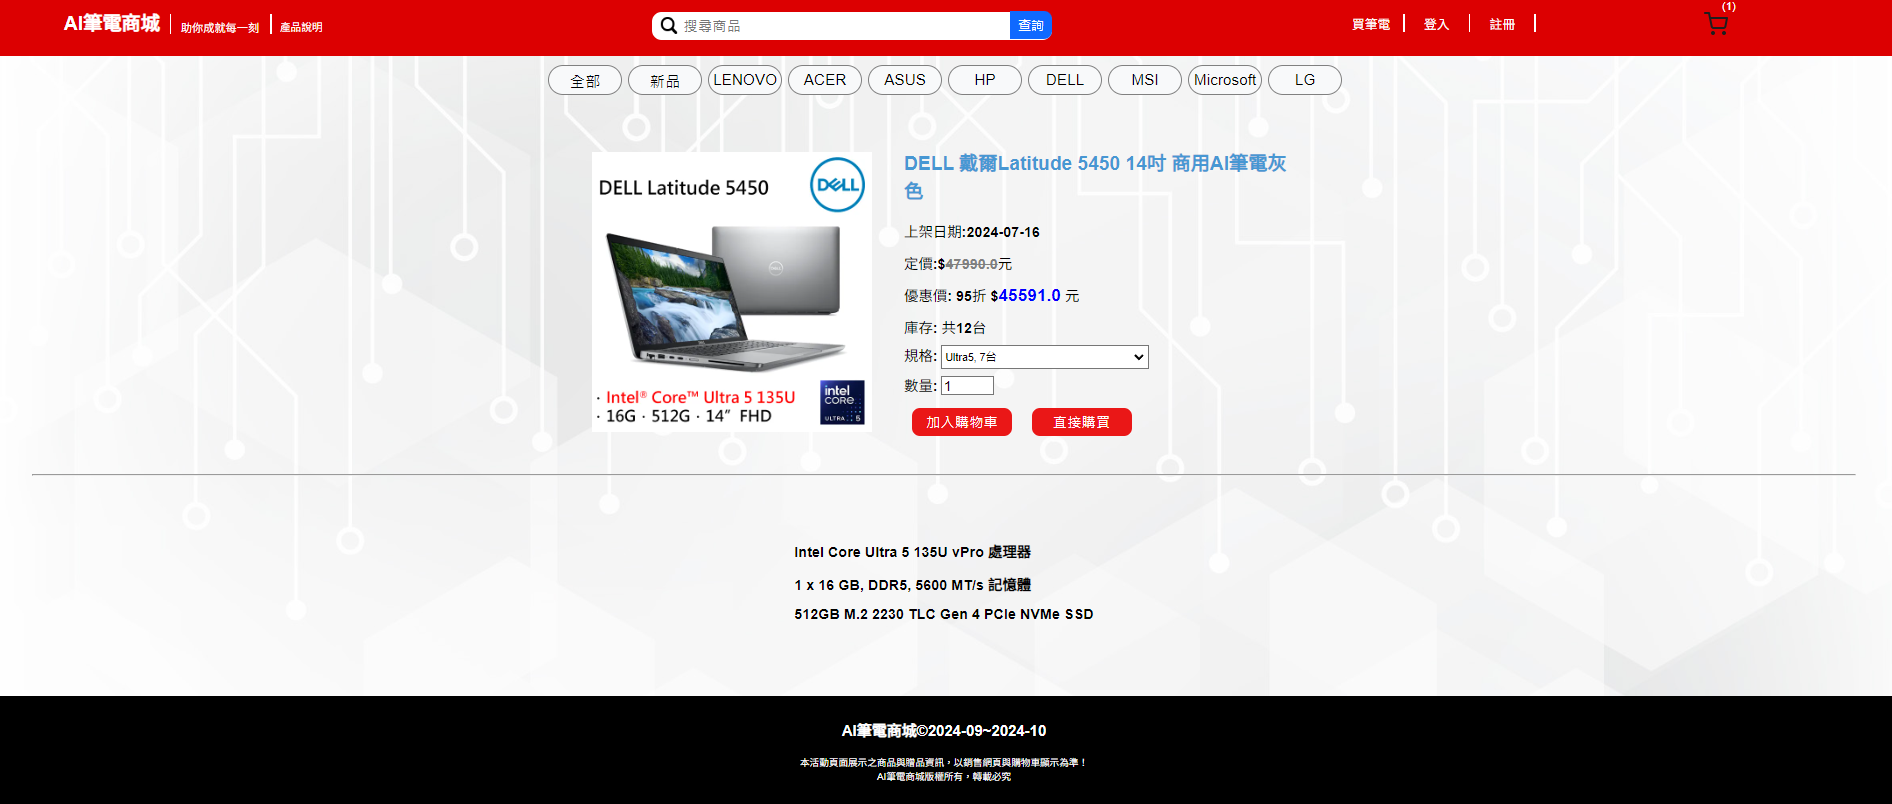 AI筆電商城
助你成就每一刻
產品說明
搜尋商品
查詢
買筆電
登入
註冊
(1)
全部
新品
LENOVO
ACER
ASUS
HP
DELL
MSI
Microsoft
LG
DELL Latitude 5450
DELL
· Intel® Core™ Ultra 5 135U
· 16G · 512G · 14” FHD
intel
CORE
ULTRA 5
DELL 戴爾Latitude 5450 14吋 商用AI筆電灰
色
上架日期:2024-07-16
定價:$47990.0元
優惠價: 95折 $45591.0 元
庫存: 共12台
規格: Ultra5, 7台
數量: 1
加入購物車
直接購買
Intel Core Ultra 5 135U vPro 處理器
1 x 16 GB, DDR5, 5600 MT/s 記憶體
512GB M.2 2230 TLC Gen 4 PCIe NVMe SSD
AI筆電商城©2024-09~2024-10
本活動頁面展示之商品與贈品資訊，以銷售網頁與購物車顯示為準！
AI筆電商城版權所有，轉載必究